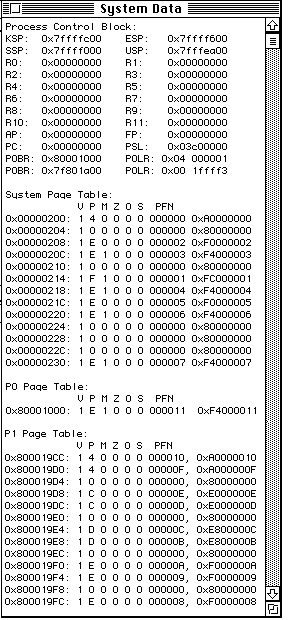 System Data
Process Control Block:
KSP: 0x7ffffc00 ESP: 0x7ffff600
SSP: 0x7ffff000 USP: 0x7fffea00
R0: 0x00000000 R1: 0x00000000
R2: 0x00000000 R3: 0x00000000
R4: 0x00000000 R5: 0x00000000
R6: 0x00000000 R7: 0x00000000
R8: 0x00000000 R9: 0x00000000
R10: 0x00000000 R11: 0x00000000
AP: 0x00000000 FP: 0x00000000
PC: 0x00000000 PSL: 0x03c00000
P0BR: 0x80001000 P0LR: 0x04 000001
P0BR: 0x7f801a00 P0LR: 0x00 1ffff3
System Page Table:
V P M Z O S PFN
0x00000200: 1 4 0 0 0 0 000000 0xA0000000
0x00000204: 1 0 0 0 0 0 000000 0x80000000
0x00000208: 1 E 0 0 0 0 000002 0xF0000002
0x0000020C: 1 E 1 0 0 0 000003 0xF4000003
0x00000210: 1 0 0 0 0 0 000000 0x80000000
0x00000214: 1 F 1 0 0 0 000001 0xFC000001
0x00000218: 1 E 1 0 0 0 000004 0xF4000004
0x0000021C: 1 E 0 0 0 0 000005 0xF0000005
0x00000220: 1 E 1 0 0 0 000006 0xF4000006
0x00000224: 1 0 0 0 0 0 000000 0x80000000
0x00000228: 1 0 0 0 0 0 000000 0x80000000
0x0000022C: 1 0 0 0 0 0 000000 0x80000000
0x00000230: 1 E 1 0 0 0 000007 0xF4000007
P0 Page Table:
V P M Z O S PFN
0x80001000: 1 E 1 0 0 0 000011 0xF4000011
P1 Page Table:
V P M Z O S PFN
0x800019CC: 1 4 0 0 0 0 000010, 0xA0000010
0x800019D0: 1 4 0 0 0 0 00000F, 0xA000000F
0x800019D4: 1 0 0 0 0 0 000000, 0x80000000
0x800019D8: 1 C 0 0 0 0 00000E, 0xE000000E
0x800019DC: 1 C 0 0 0 0 00000D, 0xE000000D
0x800019E0: 1 0 0 0 0 0 000000, 0x80000000
0x800019E4: 1 D 0 0 0 0 00000C, 0xE800000C
0x800019E8: 1 D 0 0 0 0 00000B, 0xE800000B
0x800019EC: 1 0 0 0 0 0 000000, 0x80000000
0x800019F0: 1 E 0 0 0 0 00000A, 0xF000000A
0x800019F4: 1 E 0 0 0 0 000009, 0xF0000009
0x800019F8: 1 0 0 0 0 0 000000, 0x80000000
0x800019FC: 1 E 0 0 0 0 000008, 0xF0000008